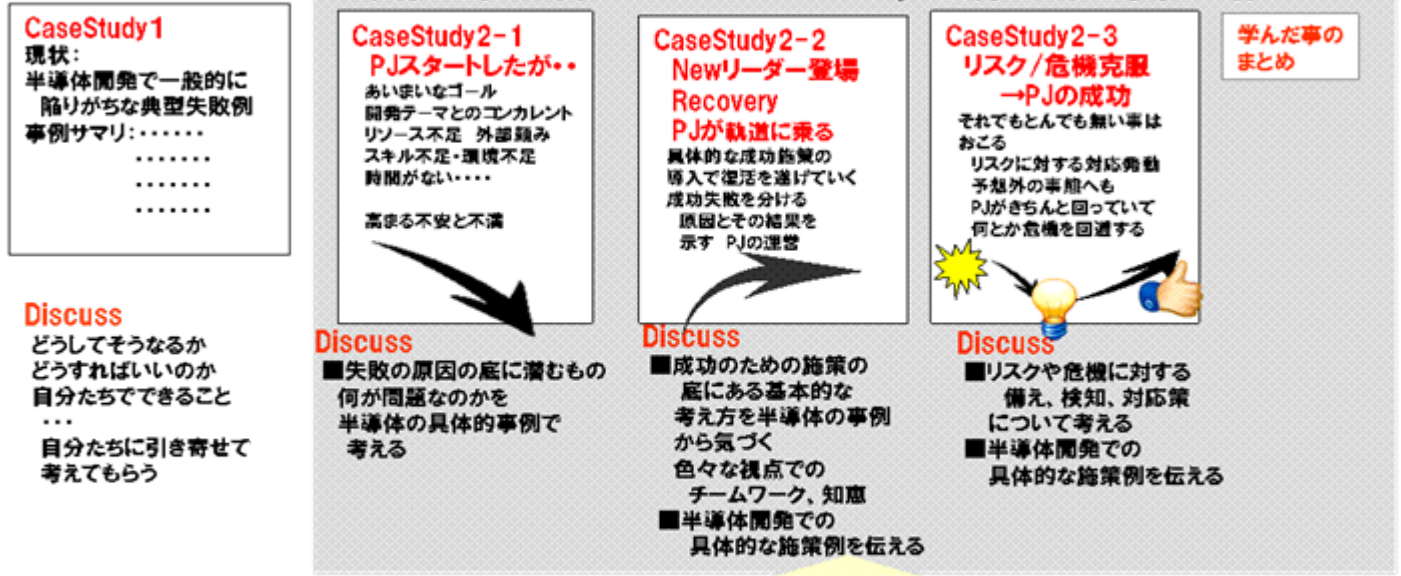 CaseStudy1
現状:
半導体開発で一般的に
陥りがちな典型失敗例
事例サマリ:・・・・・・
・・・・・・・
・・・・・・・
・・・・・・・
Discuss
どうしてそうなるか
どうすればいいのか
自分たちでできること
・・・
自分たちに引き寄せて
考えてもらう
CaseStudy2-1
PJスタートしたが・・
あいまいなゴール
開発テーマとのコンカレント
リソース不足 外部頼み
スキル不足・環境不足
時間がない・・・・
高まる不安と不満
Discuss
■失敗の原因の底に潜むもの
何が問題なのかを
半導体の具体的事例で
考える
CaseStudy2-2
Newリーダー登場
Recovery
PJが軌道に乗る
具体的な成功施策の
導入で復活を遂げていく
成功失敗を分ける
原因とその結果を
示す PJの運営
Discuss
■成功のための施策の
底にある基本的な
考え方を半導体の事例
から気づく
色々な視点での
チームワーク、知恵
■半導体開発での
具体的な施策例を伝える
CaseStudy2-3
リスク/危機克服
→PJの成功
それでもとんでも無い事は
おこる
リスクに対する対応発動
予想外の事態へも
PJがきちんと回っていて
何とか危機を回避する
Discuss
■リスクや危機に対する
備え、検知、対応策
について考える
■半導体開発での
具体的な施策例を伝える
学んだ事の
まとめ